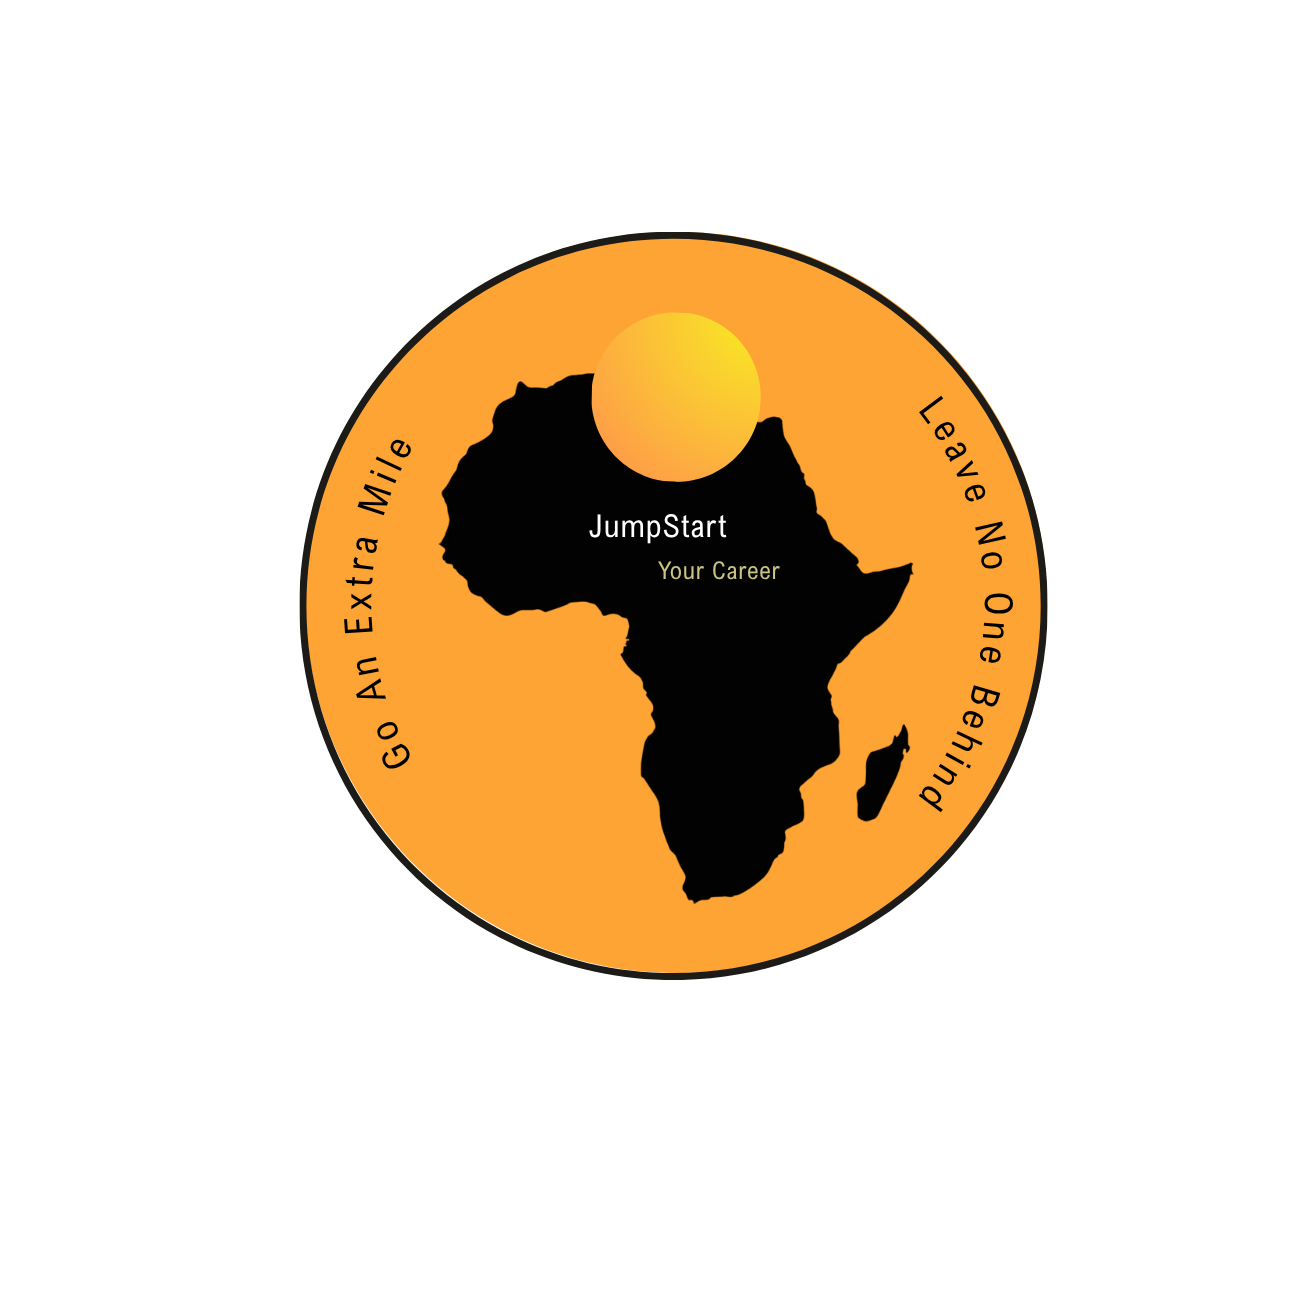 Go An Extra Mile
JumpStart
Your Career
Leave No One Behind